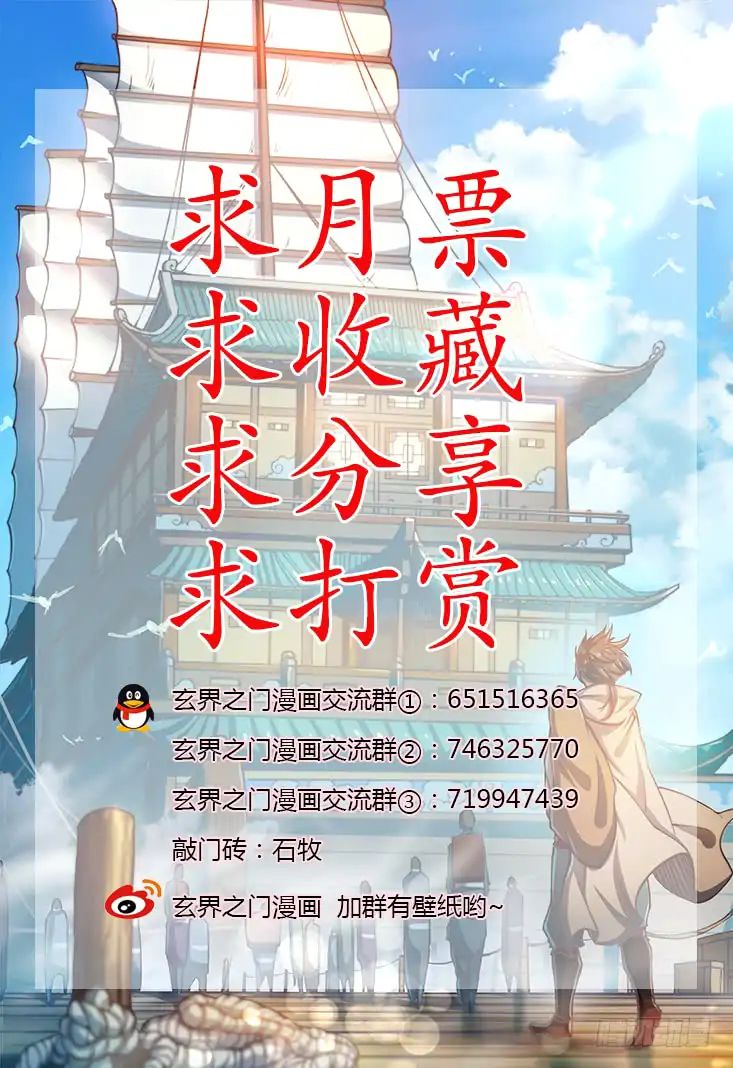 求月票
求收藏
求分享
求打赏
玄界之门漫画交流群①：651516365
玄界之门漫画交流群②：746325770
玄界之门漫画交流群③：719947439
敲门砖：石牧
玄界之门漫画 加群有壁纸哟~